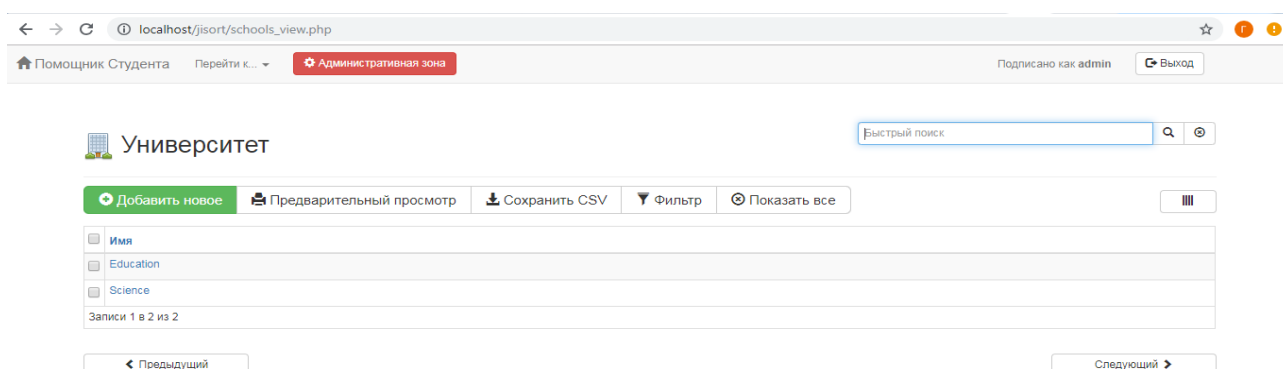 localhost/jisort/schools_view.php
Г
Помощник Студента Перейти к... Административная зона Подписано как admin Выход
Университет Быстрый поиск
Добавить новое Предварительный просмотр Сохранить CSV Фильтр Показать все
Имя
Education
Science
Записи 1 в 2 из 2
Предыдущий Следующий